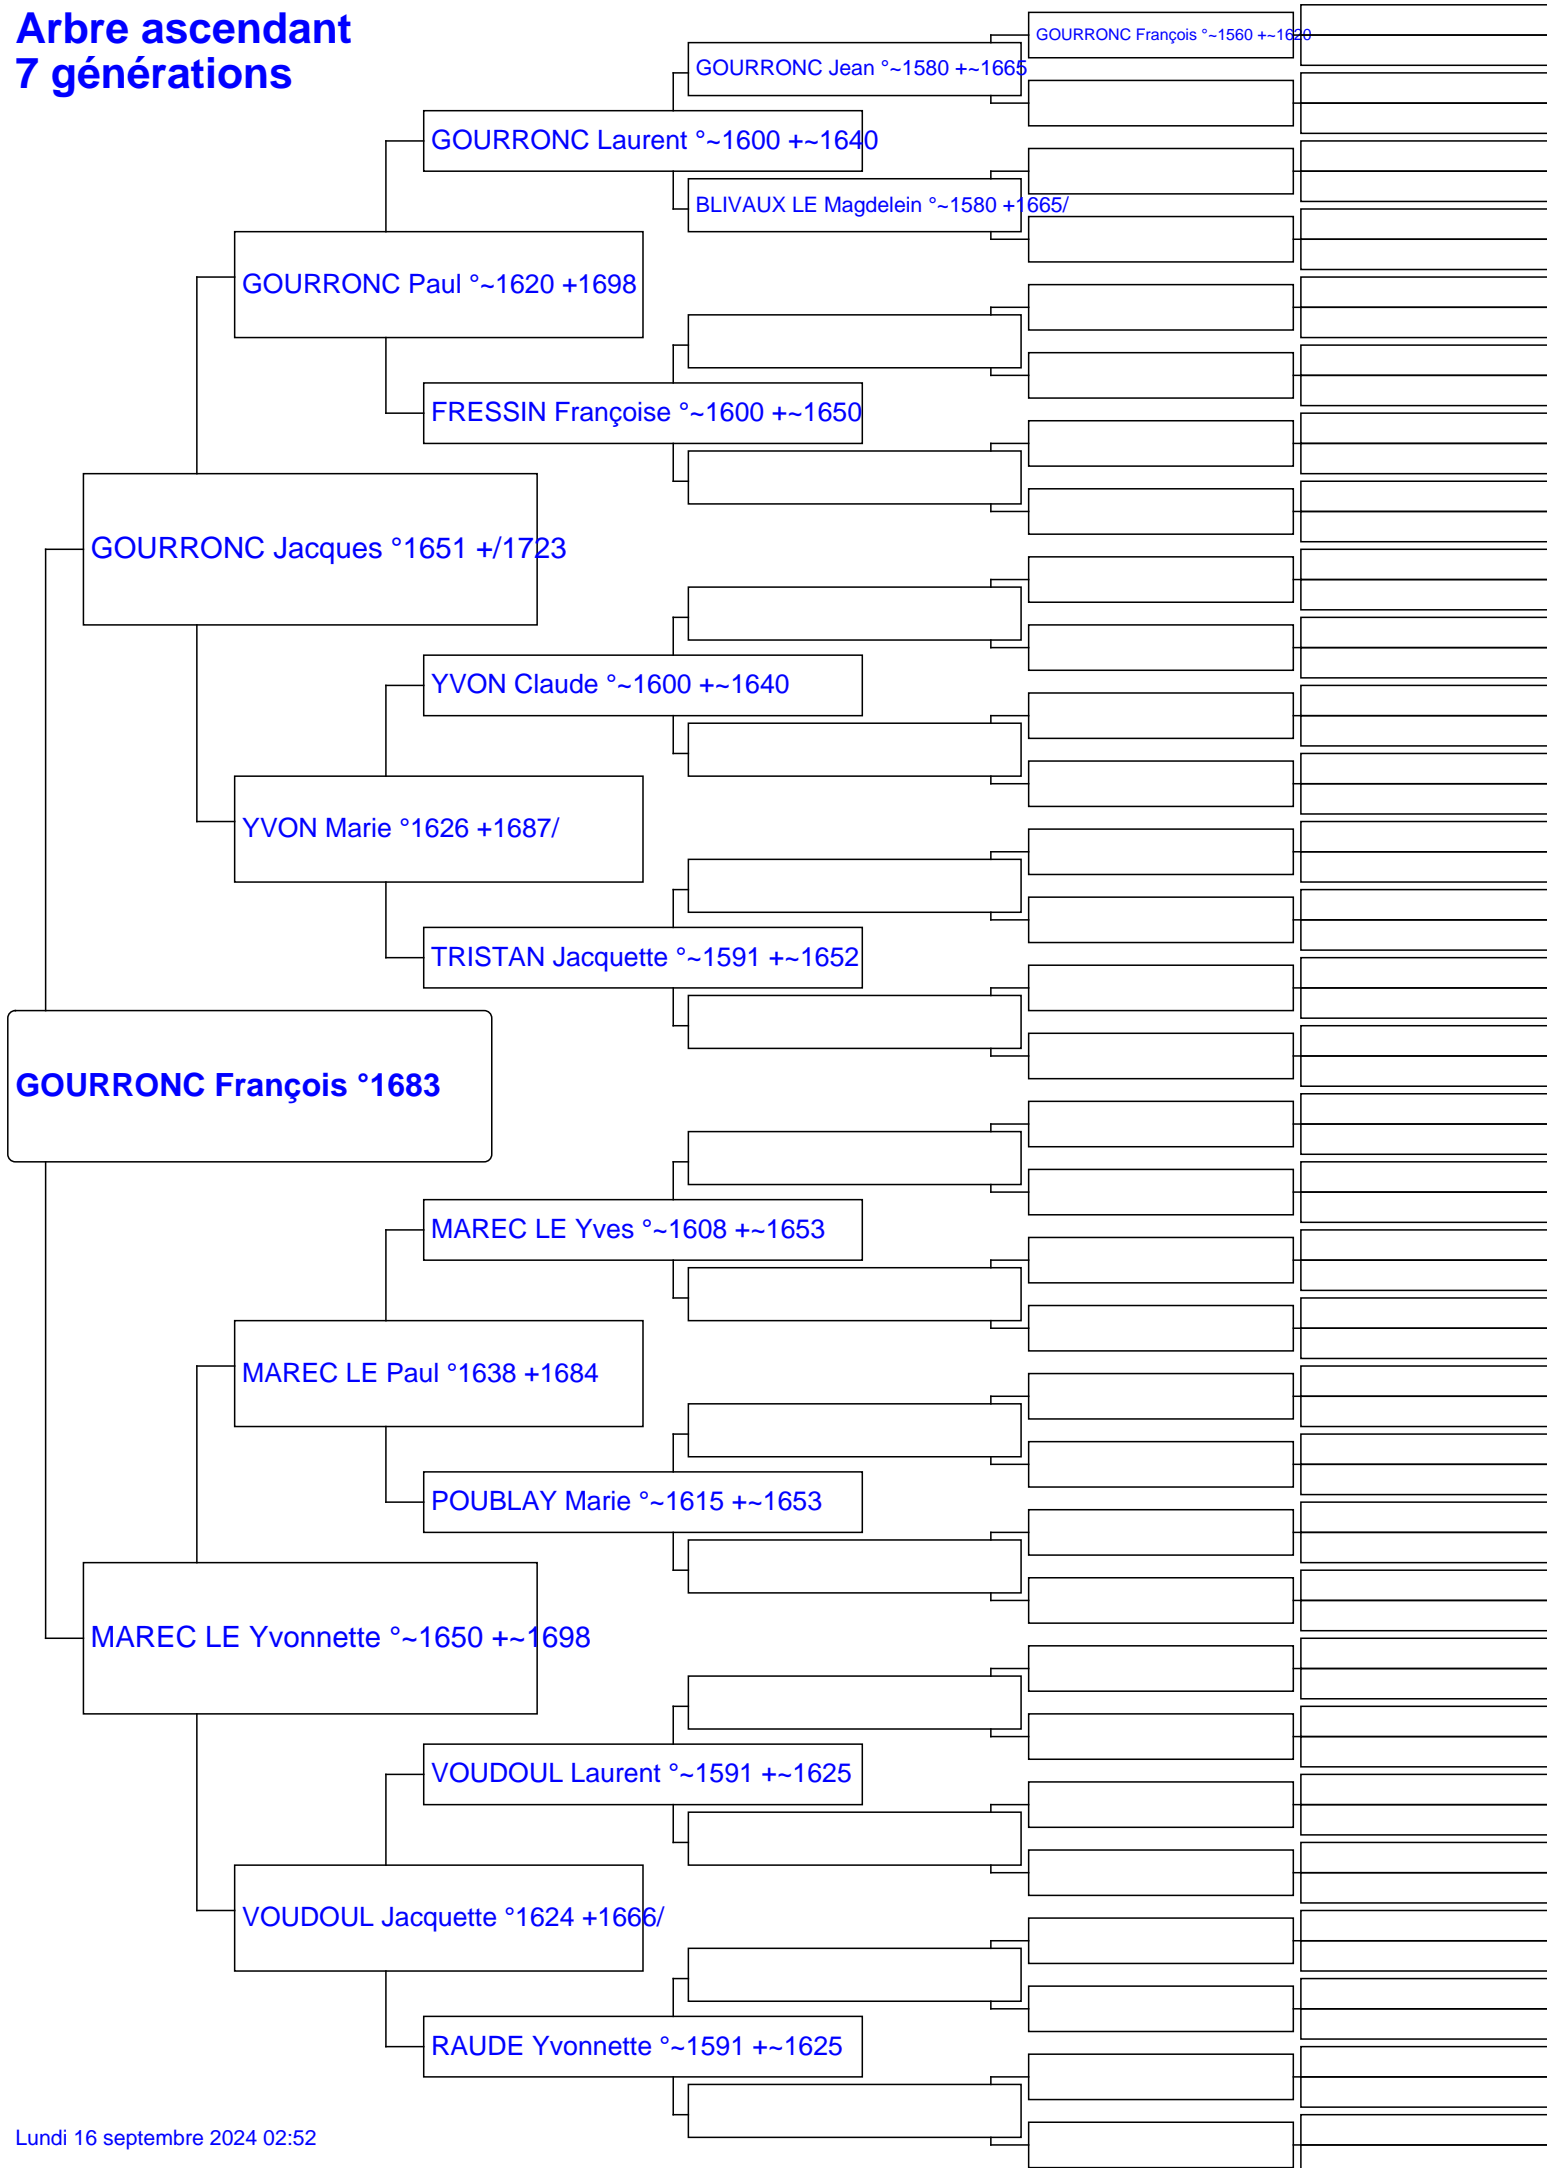 Arbre ascendant
7 générations
GOURRONC François °~1560 +~1620
GOURRONC Jean °~1580 +~1665
GOURRONC Laurent °~1600 +~1640
BLIVAUX LE Magdelein °~1580 +1665/
GOURRONC Paul °~1620 +1698
FRESSIN Françoise °~1600 +~1650
GOURRONC Jacques °1651 +/1723
YVON Claude °~1600 +~1640
YVON Marie °1626 +1687/
TRISTAN Jacquette °~1591 +~1652
GOURRONC François °1683
MAREC LE Yves °~1608 +~1653
MAREC LE Paul °1638 +1684
POUBLAY Marie °~1615 +~1653
MAREC LE Yvonnette °~1650 +~1698
VOUDOUL Laurent °~1591 +~1625
VOUDOUL Jacquette °1624 +1666/
RAUDE Yvonnette °~1591 +~1625
Lundi 16 septembre 2024 02:52